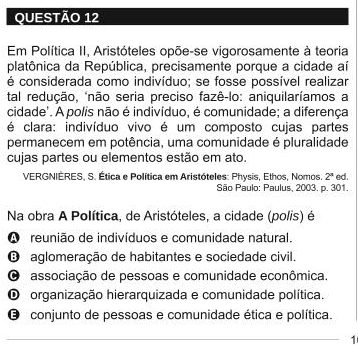 QUESTÃO 12
Em Política II, Aristóteles opõe-se vigorosamente à teoria
platônica da República, precisamente porque a cidade aí
é considerada como indivíduo; se fosse possível realizar
tal redução, ‘não seria preciso fazê-lo: aniquilaríamos a
cidade’. A polis não é indivíduo, é comunidade; a diferença
é clara: indivíduo vivo é um composto cujas partes
permanecem em potência, uma comunidade é pluralidade
cujas partes ou elementos estão em ato.
VERGNIÈRES, S. Ética e Política em Aristóteles: Physis, Ethos, Nomos. 2ª ed.
São Paulo: Paulus, 2003. p. 301.
Na obra A Política, de Aristóteles, a cidade (polis) é
A reunião de indivíduos e comunidade natural.
B aglomeração de habitantes e sociedade civil.
C associação de pessoas e comunidade econômica.
D organização hierarquizada e comunidade política.
E conjunto de pessoas e comunidade ética e política.